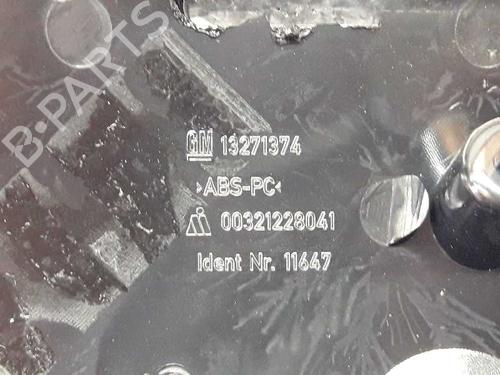 B-PARTS
GM 13271374
>ABS-PC<
00321228041
Ident Nr. 11647